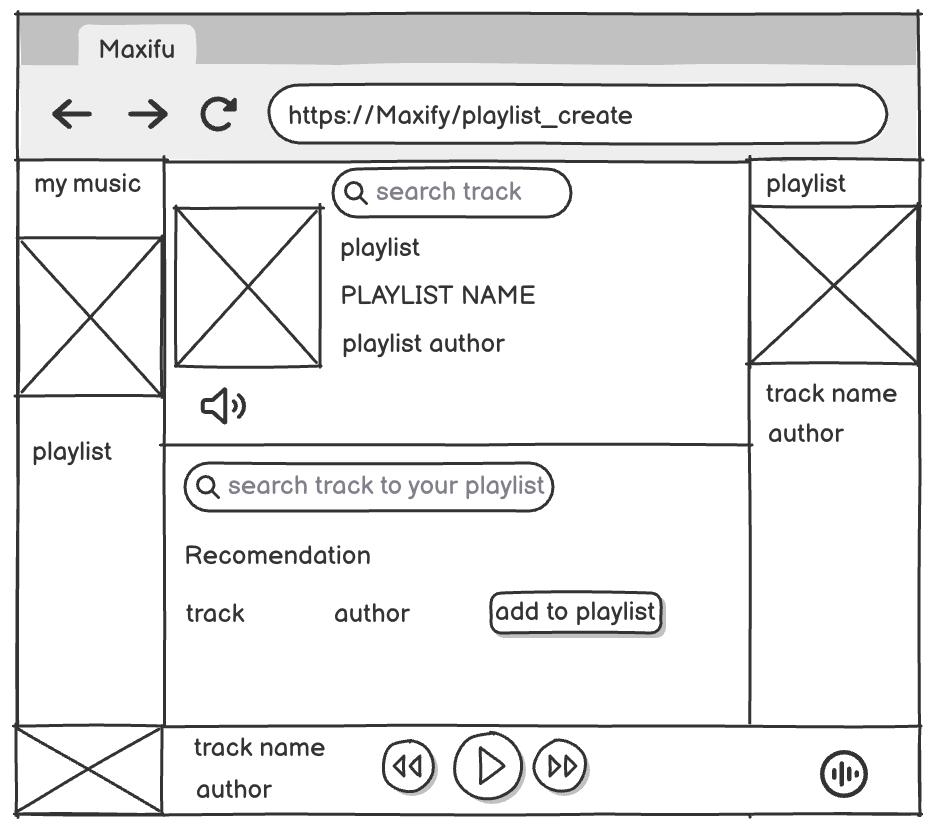 Maxifu
https://Maxify/playlist_create
my music
playlist
search track
playlist
PLAYLIST NAME
playlist author
search track to your playlist
Recomendation
track author add to playlist
playlist
track name
author
track name
author